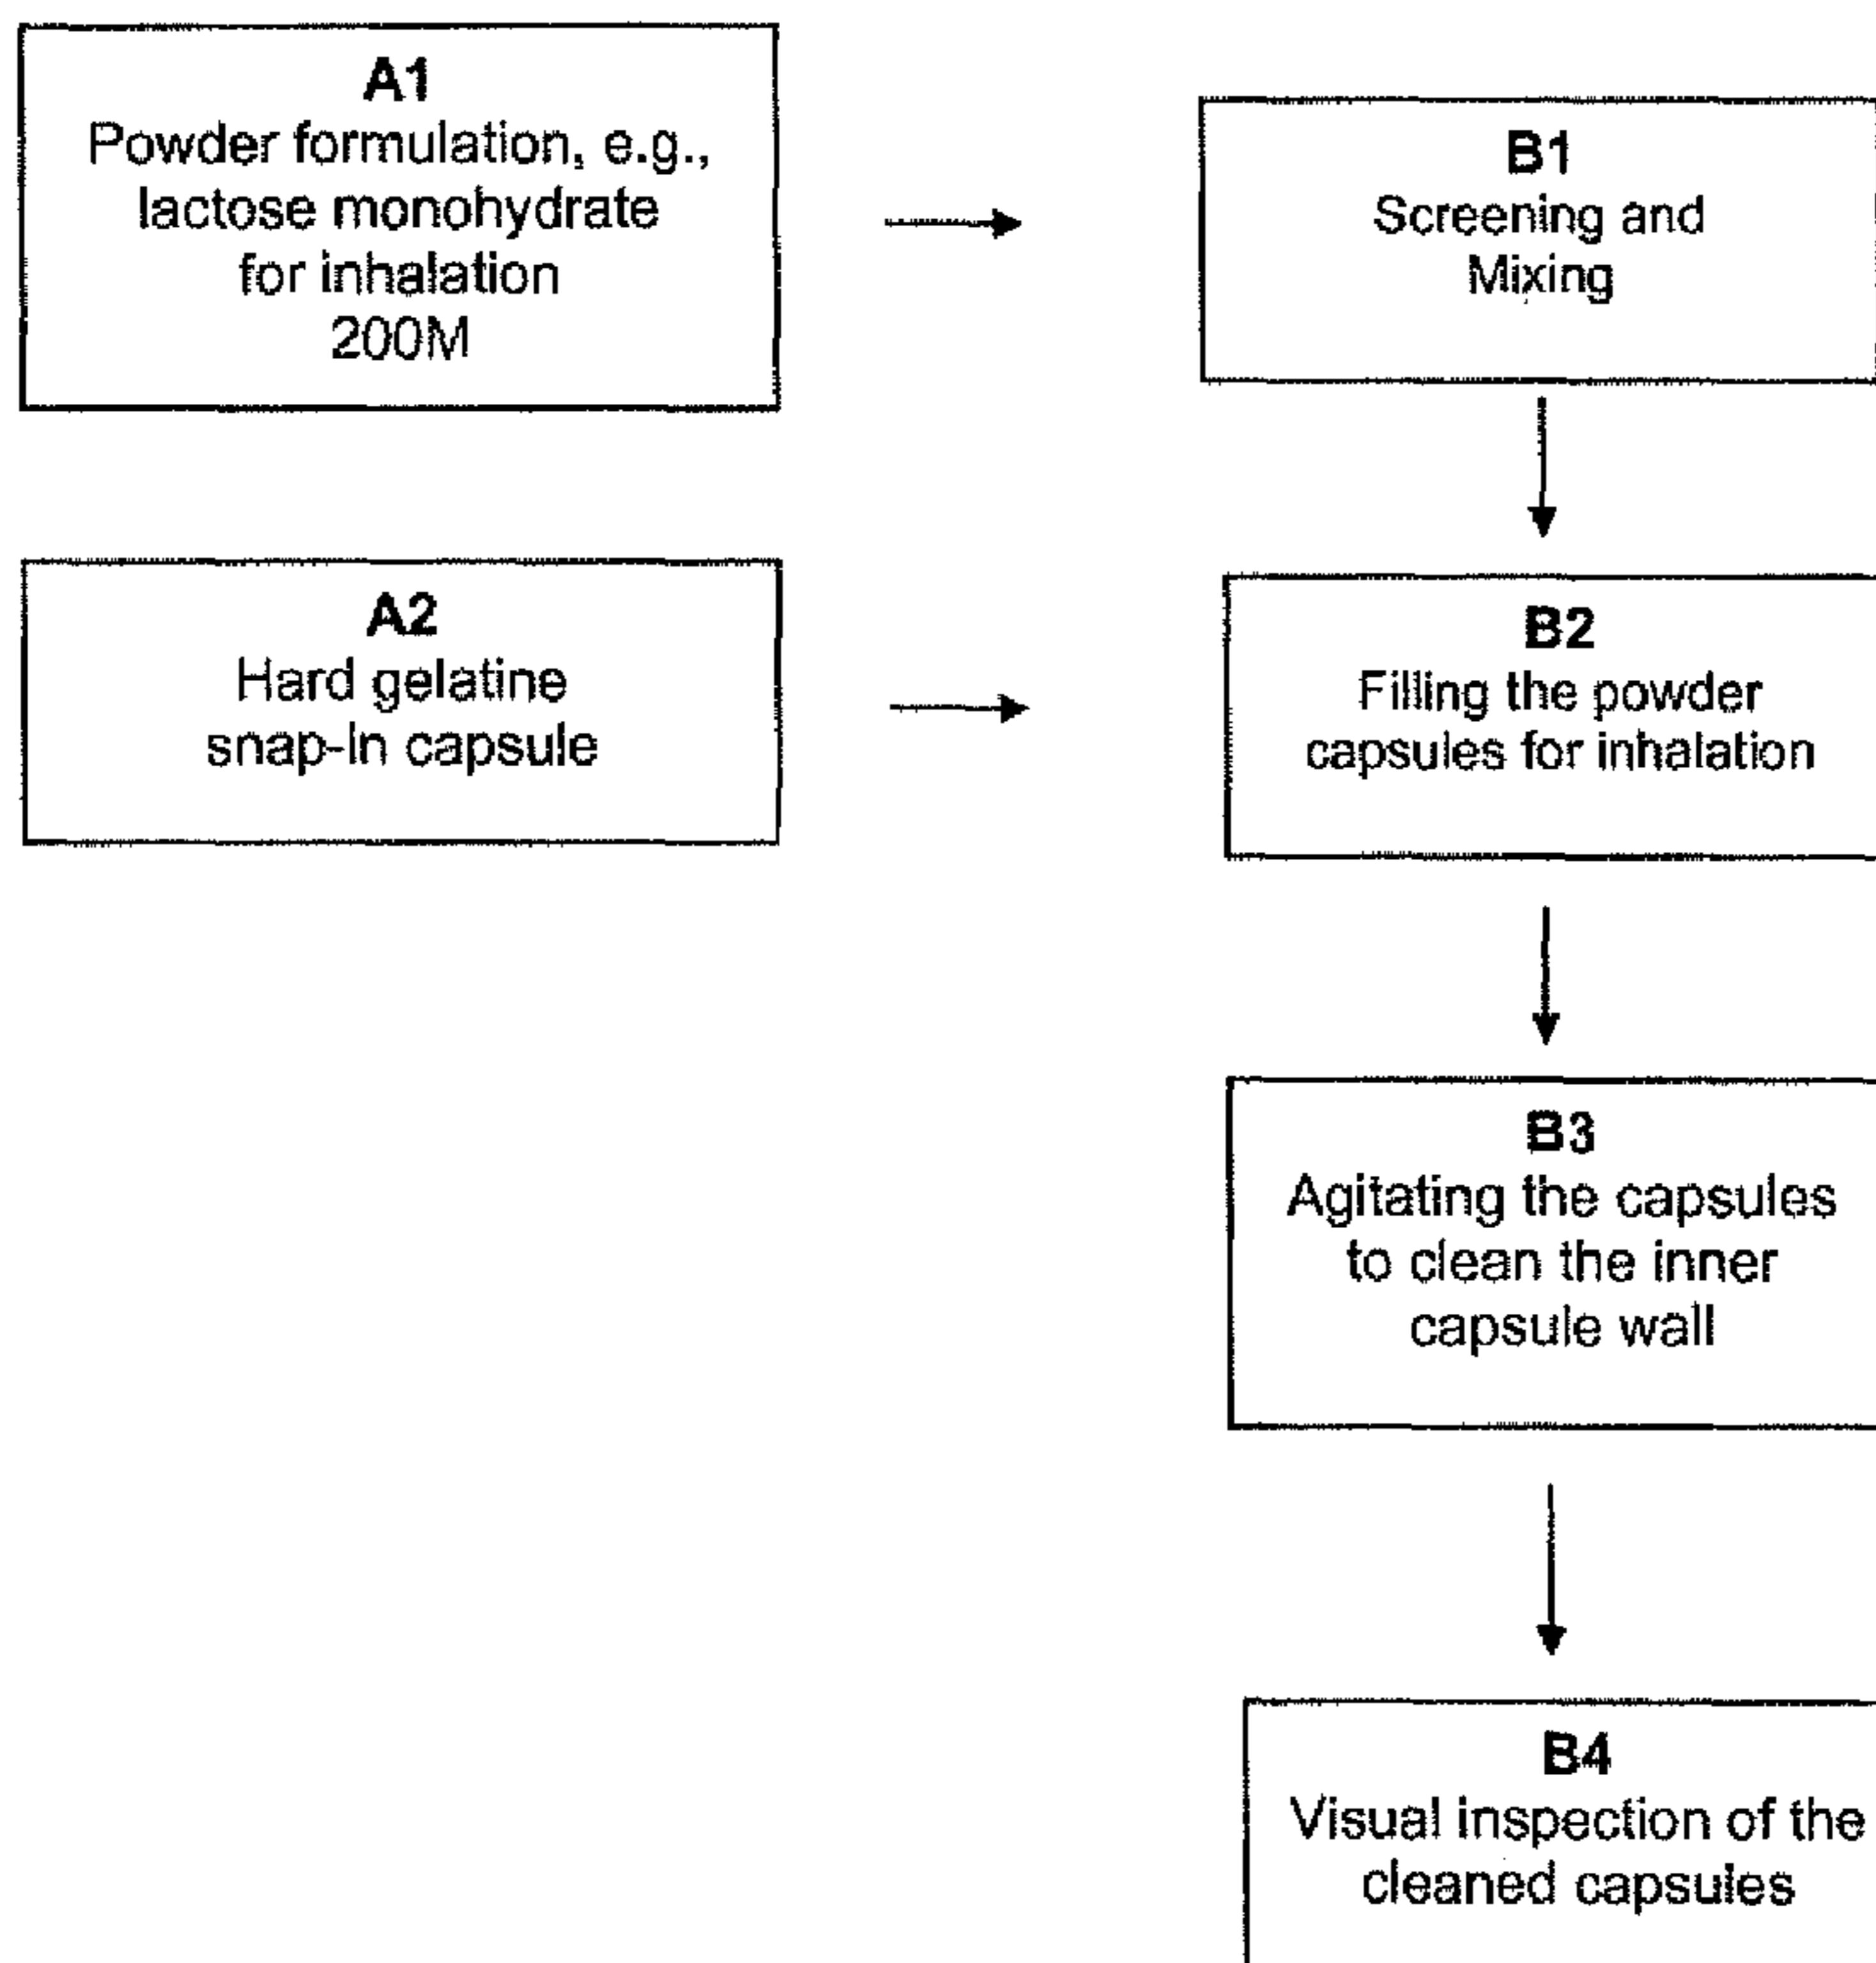 A1
Powder formulation, e.g.,
lactose monohydrate
for inhalation
200M
B1
Screening and
Mixing
A2
Hard gelatine
snap-In capsule
B2
Filling the powder
capsules for inhalation
B3
Agitating the capsules
to clean the inner
capsule wall
B4
Visual inspection of the
cleaned capsules